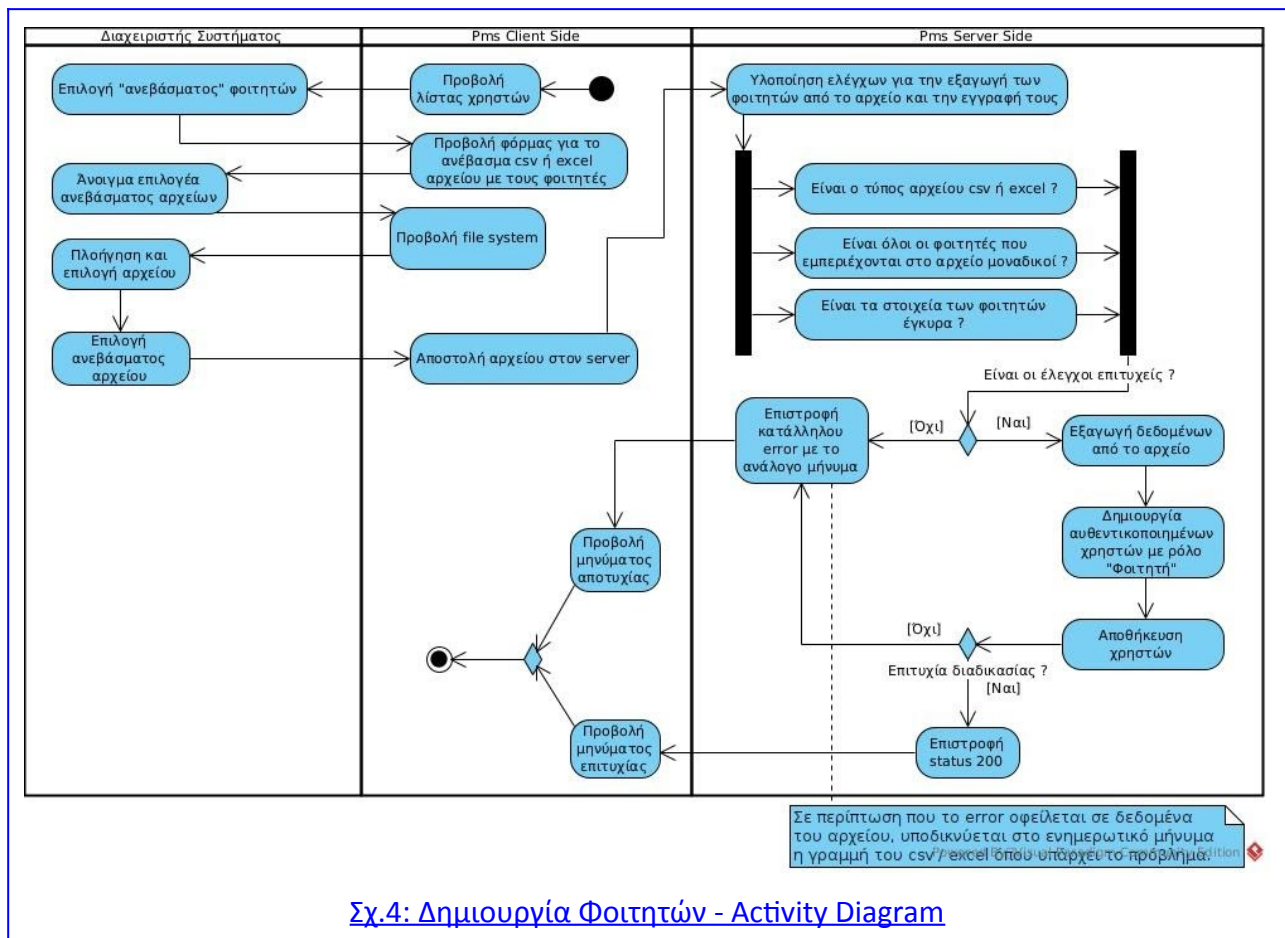 Διαχειριστής Συστήματος
Pms Client Side
Pms Server Side
Επιλογή "ανεβάσματος" φοιτητών
Προβολή
λίστας χρηστών
Προβολή φόρμας για το
ανέβασμα csv ή excel
αρχείου με τους φοιτητές
Άνοιγμα επιλογέα
ανεβάσματος αρχείων
Προβολή file system
Πλοήγηση και
επιλογή αρχείου
Επιλογή
ανεβάσματος
αρχείου
Αποστολή αρχείου στον server
Υλοποίηση ελέγχων για την εξαγωγή των
φοιτητών από το αρχείο και την εγγραφή τους
Είναι ο τύπος αρχείου csv ή excel ?
Είναι όλοι οι φοιτητές που
εμπεριέχονται στο αρχείο μοναδικοί ?
Είναι τα στοιχεία των φοιτητών
έγκυρα ?
Είναι οι έλεγχοι επιτυχείς ?
[Όχι]
[Ναι]
Επιστροφή
κατάλληλου
error με το
ανάλογο μήνυμα
Εξαγωγή δεδομένων
από το αρχείο
Δημιουργία
αυθεντικοποιημένων
χρηστών με ρόλο
"Φοιτητή"
Αποθήκευση
χρηστών
[Όχι]
Επιτυχία διαδικασίας ?
[Ναι]
Επιστροφή
status 200
Προβολή
μηνύματος
αποτυχίας
Προβολή
μηνύματος
επιτυχίας
Σε περίπτωση που το error οφείλεται σε δεδομένα
του αρχείου, υποδικνύεται στο ενημερωτικό μήνυμα
η γραμμή του csv / excel όπου υπάρχει το πρόβλημα.
Powered By Visual Paradigm Community Edition
Σχ.4: Δημιουργία Φοιτητών - Activity Diagram